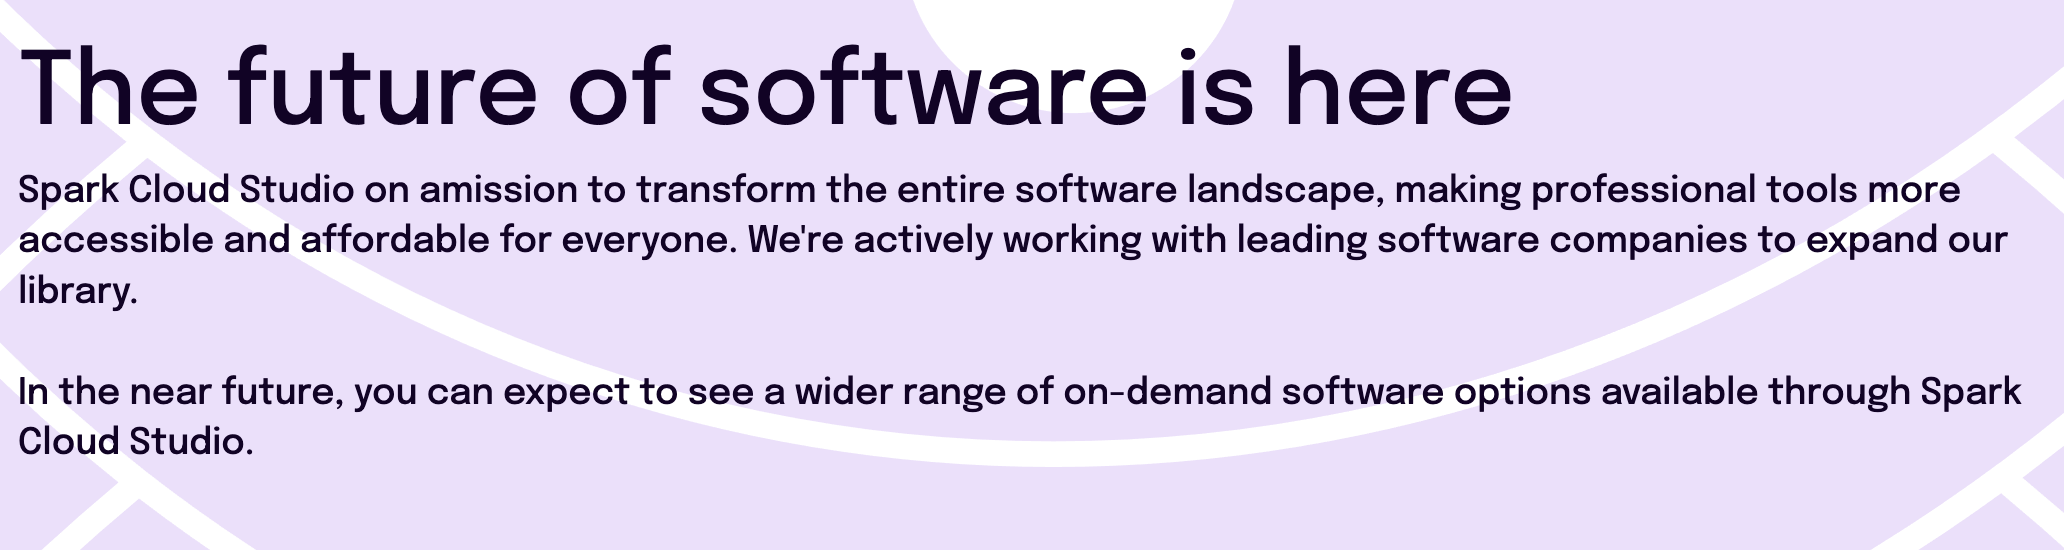 The future of software is here
Spark Cloud Studio on amission to transform the entire software landscape, making professional tools more
accessible and affordable for everyone. We're actively working with leading software companies to expand our
library.
In the near future, you can expect to see a wider range of on-demand software options available through Spark
Cloud Studio.